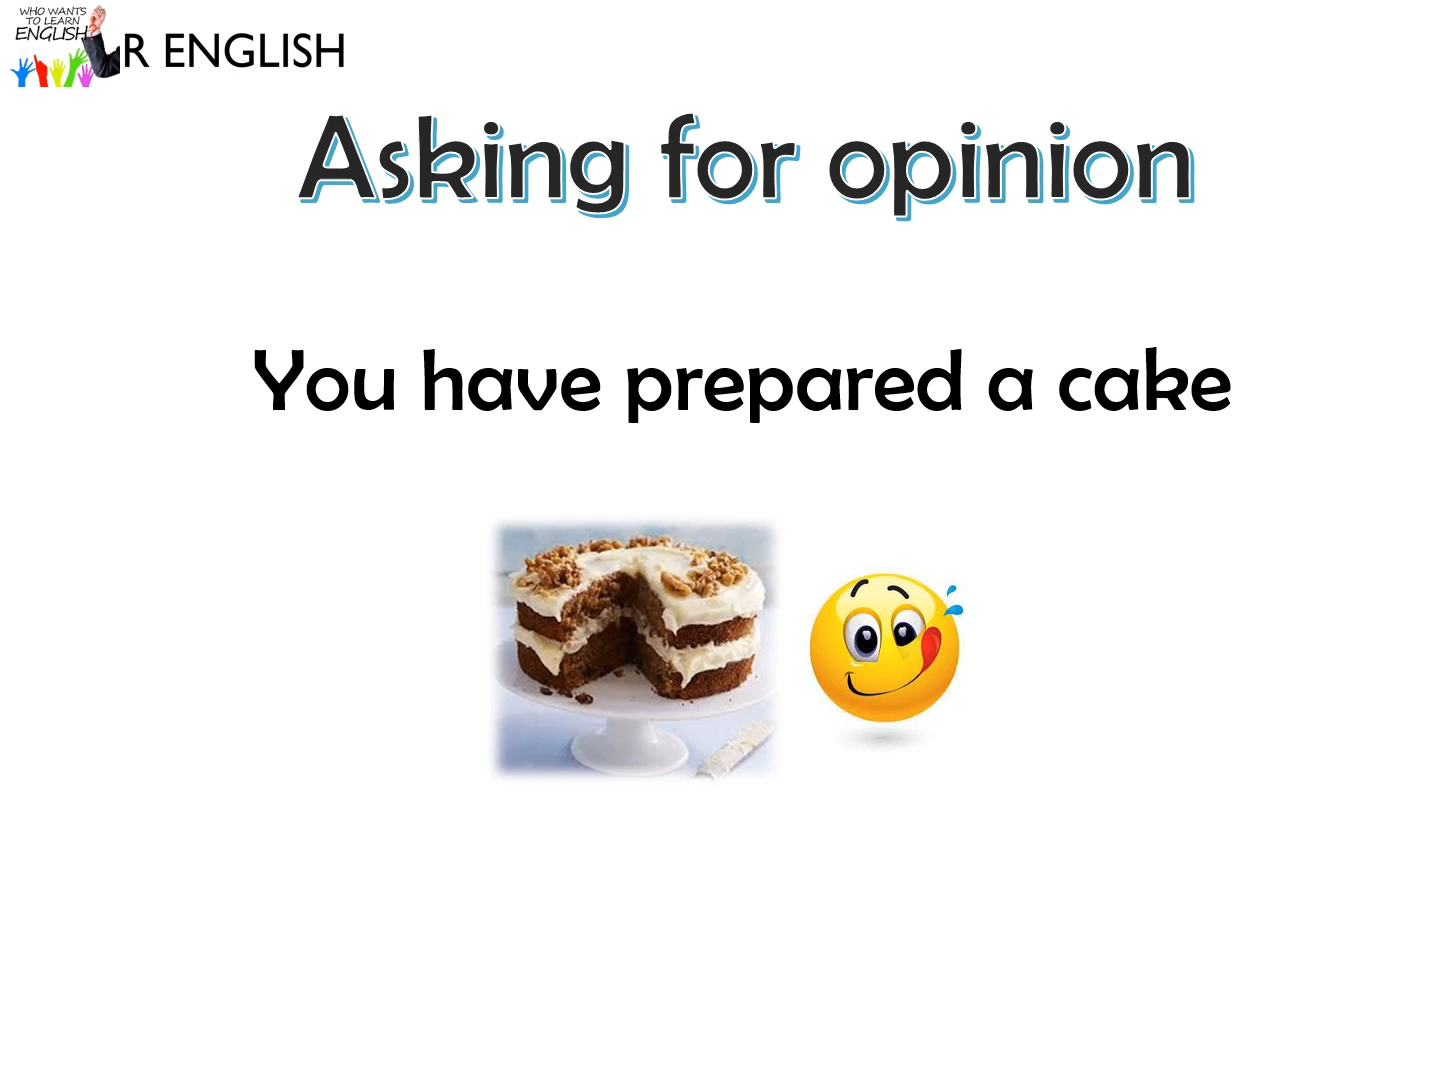 WHO WANTS
TO LEARN
ENGLISH?
R ENGLISH
Asking for opinion
You have prepared a cake